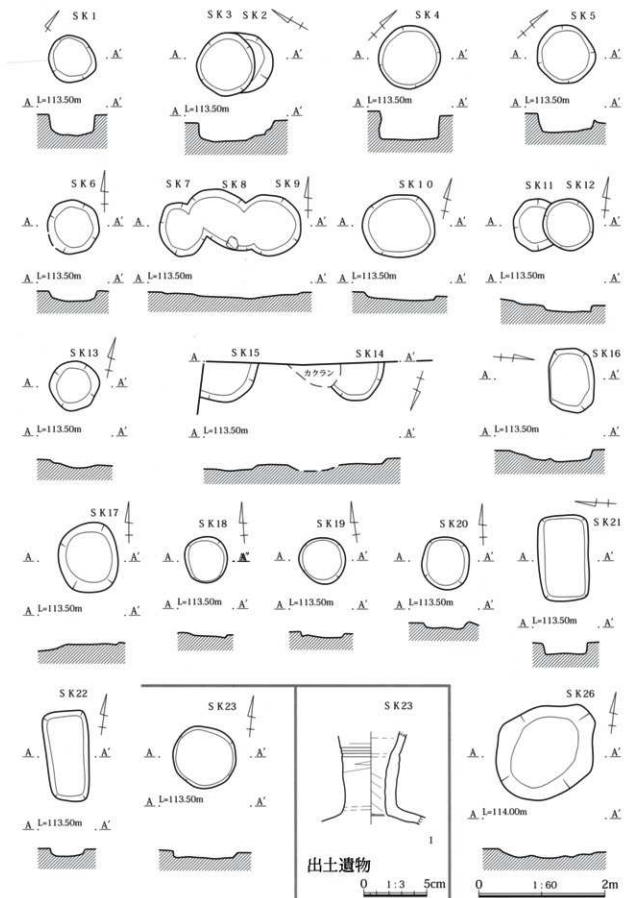 SK1 SK3 SK2 SK4 SK5
A A' A A' A A' A A'
A L=113.50m A' A L=113.50m A' A L=113.50m A' A L=113.50m A'
SK6 SK7 SK8 SK9 SK10 SK11 SK12
A A' A A' A A' A A'
A L=113.50m A' A L=113.50m A' A L=113.50m A' A L=113.50m A'
SK13 A SK15 SK14 A' SK16
カクラン
A A' A A'
A L=113.50m A' A L=113.50m A' A L=113.50m A'
SK17 SK18 SK19 SK20 SK21
A A' A A' A A' A A' A A'
A L=113.50m A' A L=113.50m A' A L=113.50m A' A L=113.50m A' A L=113.50m A'
SK22 SK23 SK23 SK26
A A' A A' A A'
A L=113.50m A' A L=113.50m A' A L=114.00m A'
1
出土遺物
0 1:3 5cm 0 1:60 2m